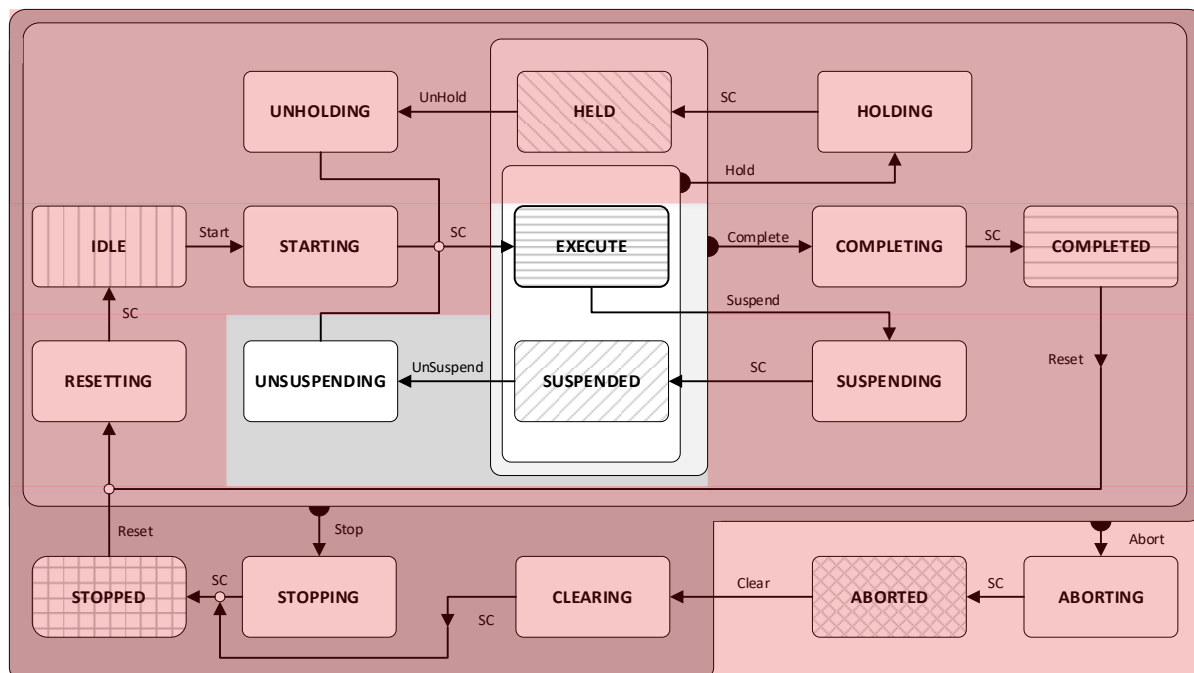 UnHold
SC
UNHOLDING
HELD
HOLDING
Hold
Start
SC
Complete
SC
IDLE
STARTING
EXECUTE
COMPLETING
COMPLETED
SC
Suspend
UnSuspend
SC
Reset
RESETTING
UNSUSPENDING
SUSPENDED
SUSPENDING
Reset
Stop
Abort
SC
Clear
SC
STOPPED
STOPPING
CLEARING
ABORTED
ABORTING
SC